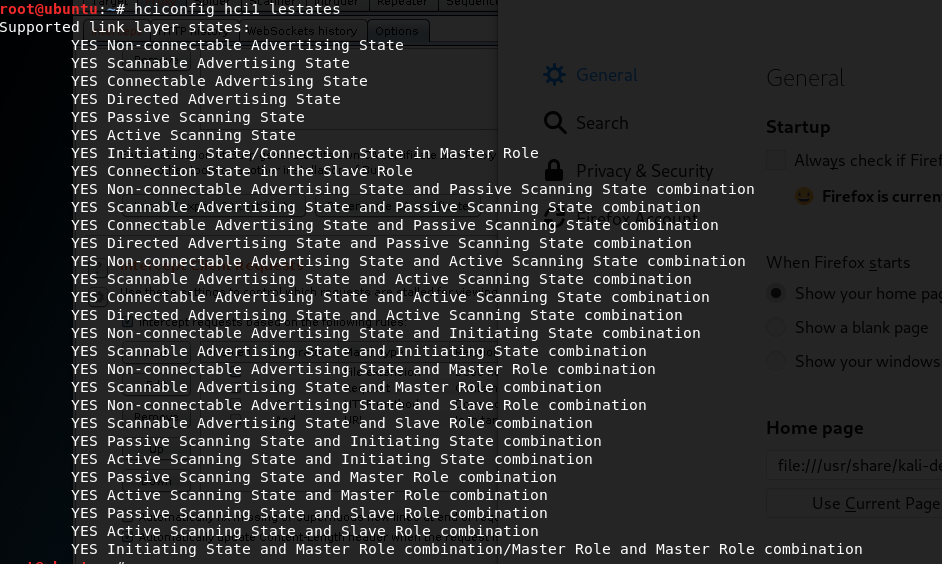 root@ubuntu:~# hciconfig hci1 lestates
Supported link layer states:
YES Non-connectable Advertising State
YES Scannable Advertising State
YES Connectable Advertising State
YES Directed Advertising State
YES Passive Scanning State
YES Active Scanning State
YES Initiating State/Connection State in Master Role
YES Connection State in the Slave Role
YES Non-connectable Advertising State and Passive Scanning State combination
YES Scannable Advertising State and Passive Scanning State combination
YES Connectable Advertising State and Passive Scanning State combination
YES Directed Advertising State and Passive Scanning State combination
YES Non-connectable Advertising State and Active Scanning State combination
YES Scannable Advertising State and Active Scanning State combination
YES Connectable Advertising State and Active Scanning State combination
YES Directed Advertising State and Active Scanning State combination
YES Non-connectable Advertising State and Initiating State combination
YES Scannable Advertising State and Initiating State combination
YES Non-connectable Advertising State and Master Role combination
YES Scannable Advertising State and Master Role combination
YES Non-connectable Advertising State and Slave Role combination
YES Scannable Advertising State and Slave Role combination
YES Passive Scanning State and Initiating State combination
YES Active Scanning State and Initiating State combination
YES Passive Scanning State and Master Role combination
YES Active Scanning State and Master Role combination
YES Passive Scanning State and Slave Role combination
YES Active Scanning State and Slave Role combination
YES Initiating State and Master Role combination/Master Role and Master Role combination
Repeater
WebSockets history
Options
General
Search
Privacy & Security
Firefox Account
General
Startup
Always check if Firef
Firefox is curren
When Firefox starts
Show your home pa
Show a blank page
Show your windows
Home page
file:///usr/share/kali-de
Use Current Page